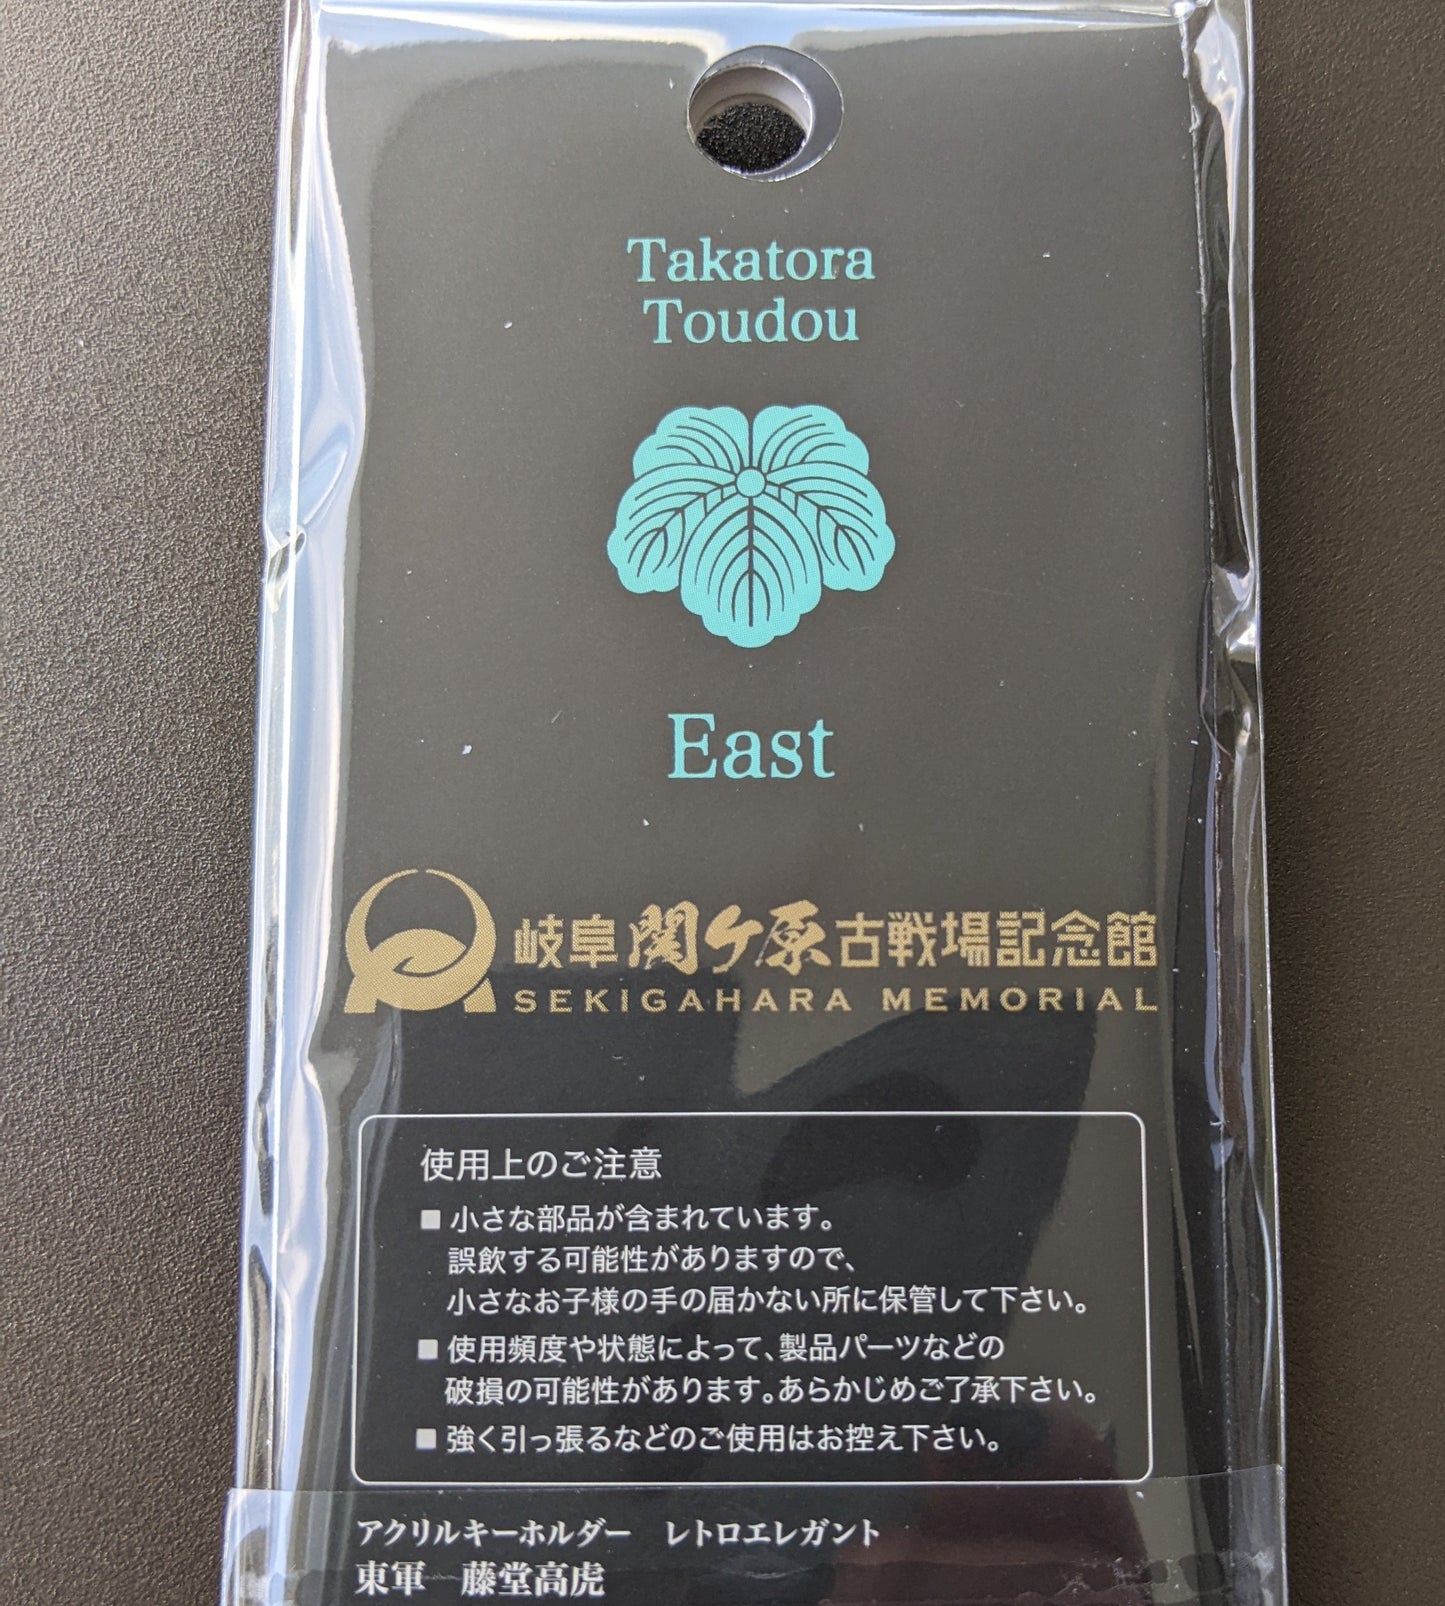 Takatora
Toudou
East
岐阜関ケ原古戦場記念館
SEKIGAHARA MEMORIAL
使用上のご注意
■ 小さな部品が含まれています。
誤飲する可能性がありますので、
小さなお子様の手の届かない所に保管して下さい。
■ 使用頻度や状態によって、製品パーツなどの
破損の可能性があります。あらかじめご了承下さい。
■ 強く引っ張るなどのご使用はお控え下さい。
アクリルキーホルダー　レトロエレガント
東軍　藤堂高虎